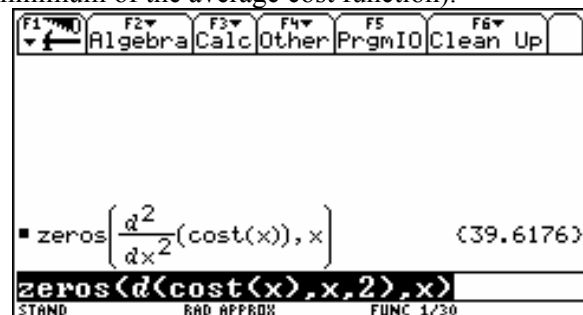 minimum of the average cost function).
F1 F2 Algebra F3 Calc F4 Other F5 PrgmIO F6 Clean Up
▪ zeros(d²/dx²(cost(x)),x) {39.6176}
zeros(d(cost(x),x,2),x)
STAND RAD APPROX FUNC 1/30